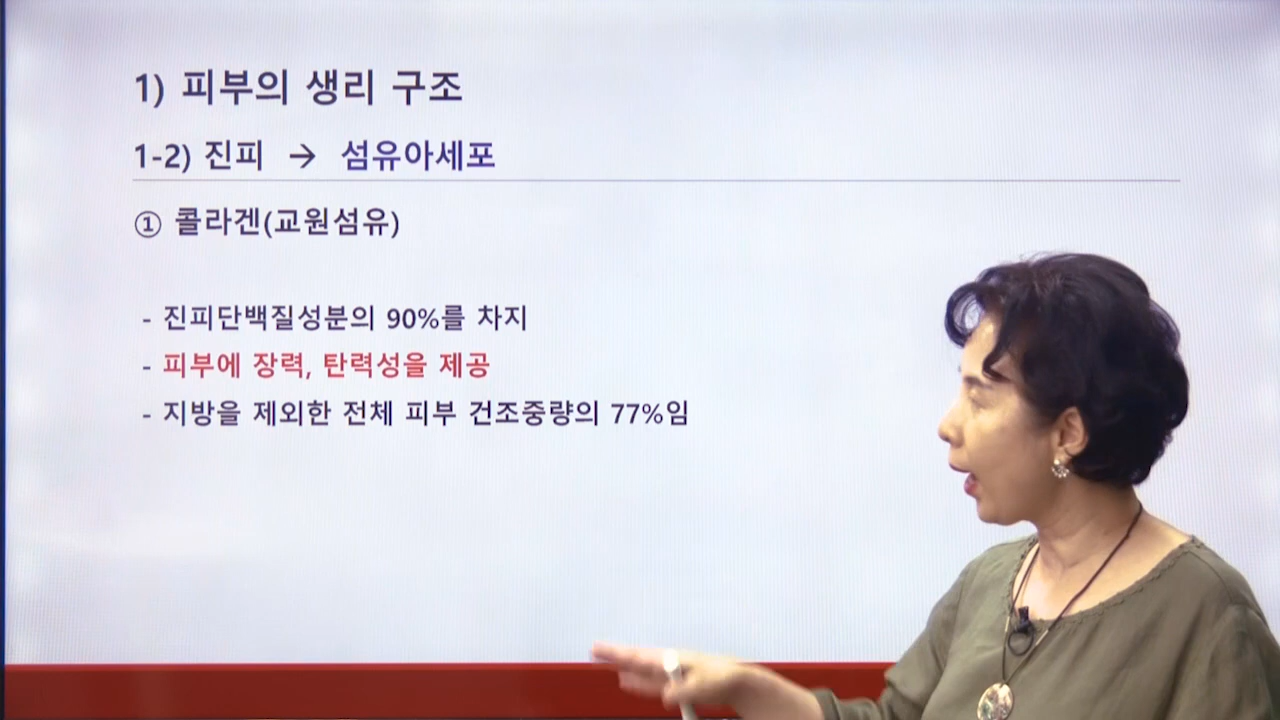 1) 피부의 생리 구조
1-2) 진피 → 섬유아세포
① 콜라겐(교원섬유)
- 진피단백질성분의 90%를 차지
- 피부에 장력, 탄력성을 제공
- 지방을 제외한 전체 피부 건조중량의 77%임